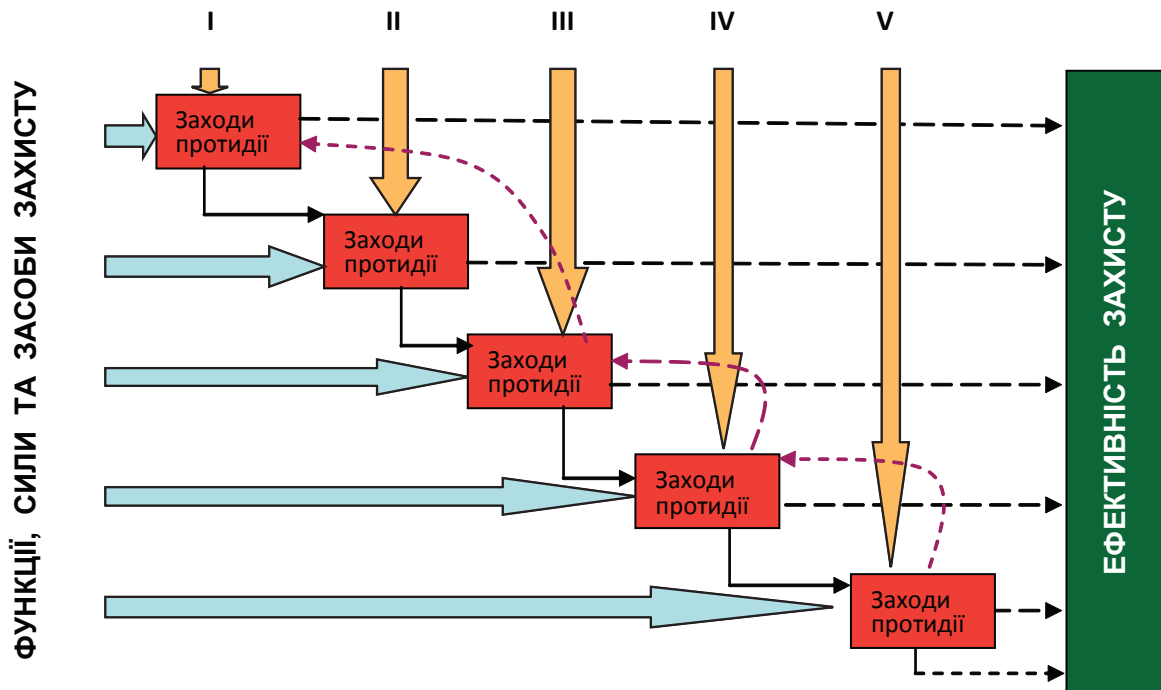 I II III IV V
ФУНКЦІЇ, СИЛИ ТА ЗАСОБИ ЗАХИСТУ
Заходи
протидії
Заходи
протидії
Заходи
протидії
Заходи
протидії
Заходи
протидії
ЕФЕКТИВНІСТЬ ЗАХИСТУ